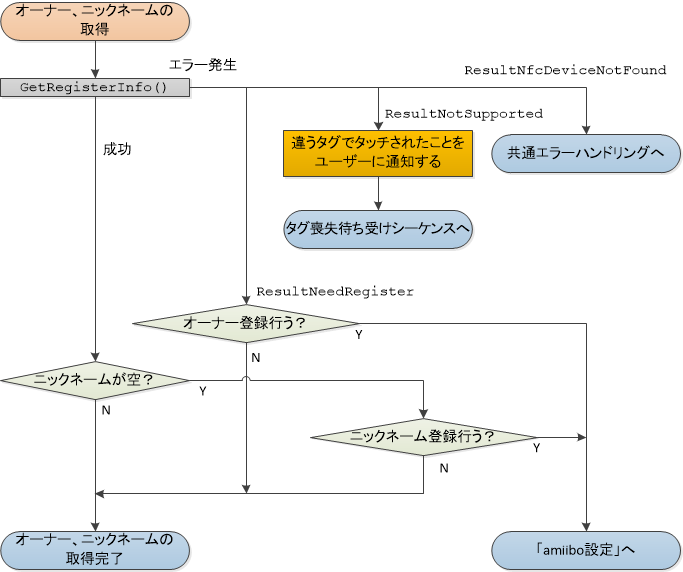 オーナー、ニックネームの
取得
エラー発生
ResultNfcDeviceNotFound
GetRegisterInfo()
ResultNotSupported
成功
違うタグでタッチされたことを
ユーザーに通知する
共通エラーハンドリングへ
タグ喪失待ち受けシーケンスへ
ResultNeedRegister
オーナー登録行う？
Y
N
ニックネームが空？
Y
N
ニックネーム登録行う？
Y
N
オーナー、ニックネームの
取得完了
「amiibo設定」へ